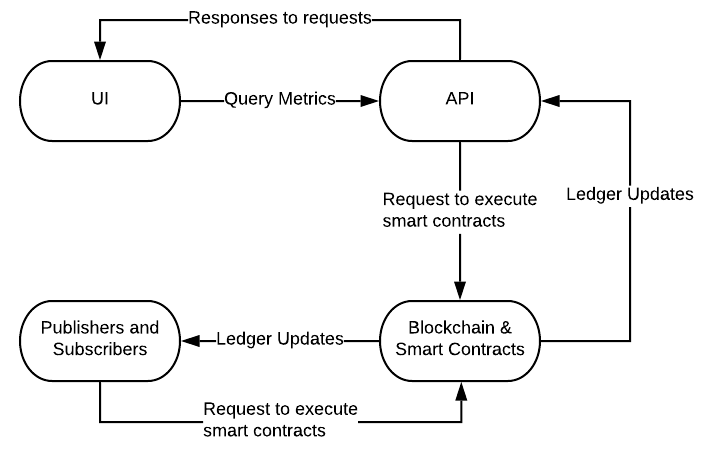 Responses to requests
UI
Query Metrics
API
Request to execute
smart contracts
Ledger Updates
Publishers and
Subscribers
Ledger Updates
Blockchain &
Smart Contracts
Request to execute
smart contracts